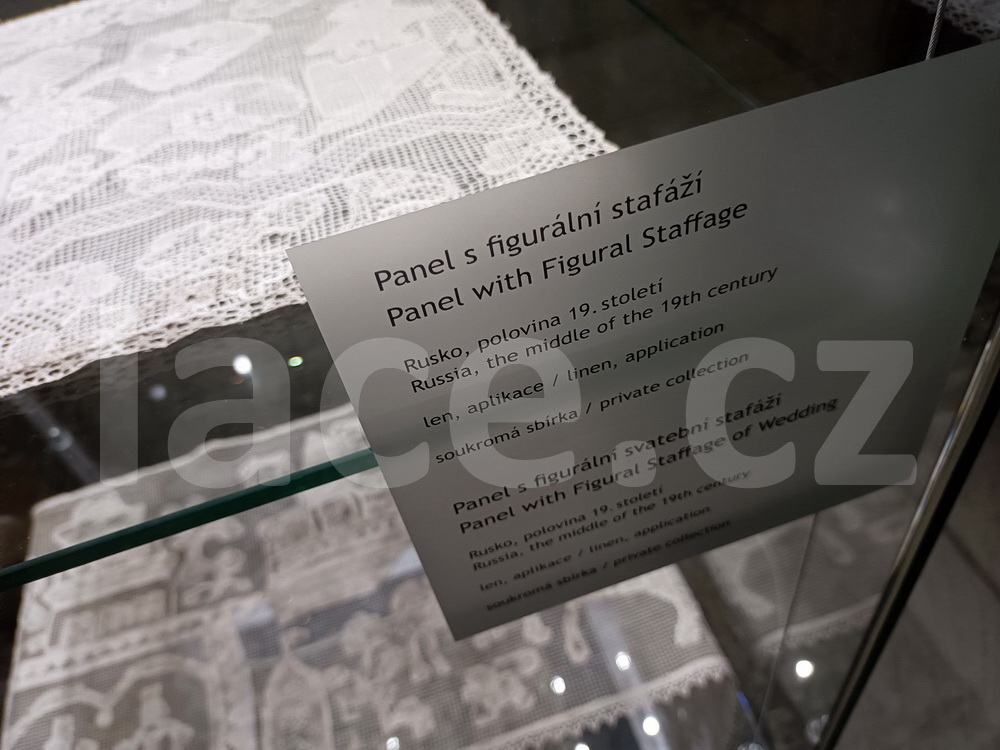 Panel s figurální stafáží
Panel with Figural Staffage
Rusko, polovina 19. století
Russia, the middle of the 19th century
len, aplikace / linen, application
soukromá sbírka / private collection
Panel s figurální svatební stafáží
Panel with Figural Staffage of Wedding
Rusko, polovina 19. století
Russia, the middle of the 19th century
len, aplikace / linen, application
soukromá sbírka / private collection
lace.cz